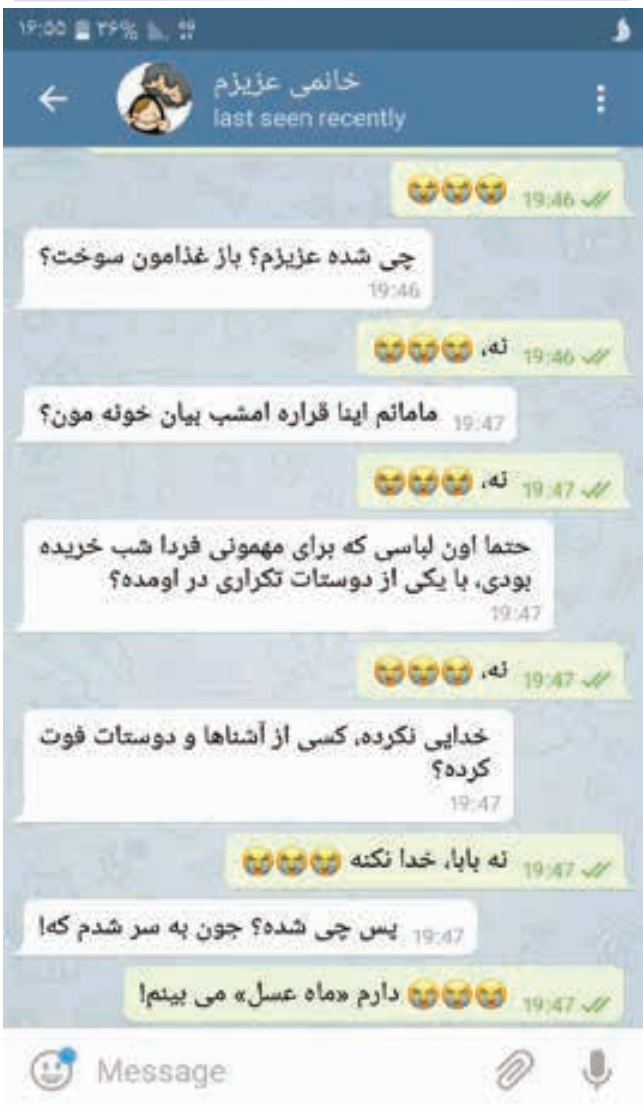 ۱۹:۵۵ ۲۶%
خانمی عزیزم
last seen recently
😭😭😭 19:46
چی شده عزیزم؟ باز غذامون سوخت؟
19:46
نه، 😭😭😭 19:46
مامانم اینا قراره امشب بیان خونه مون؟ 19:47
نه، 😭😭😭 19:47
حتما اون لباسی که برای مهمونی فردا شب خریده
بودی، با یکی از دوستات تکراری در اومده؟
19:47
نه، 😭😭😭 19:47
خدایی نکرده، کسی از آشناها و دوستات فوت
کرده؟
19:47
نه بابا، خدا نکنه 😭😭😭 19:47
پس چی شده؟ جون به سر شدم که! 19:47
😭😭😭 دارم «ماه عسل» می بینم! 19:47
Message